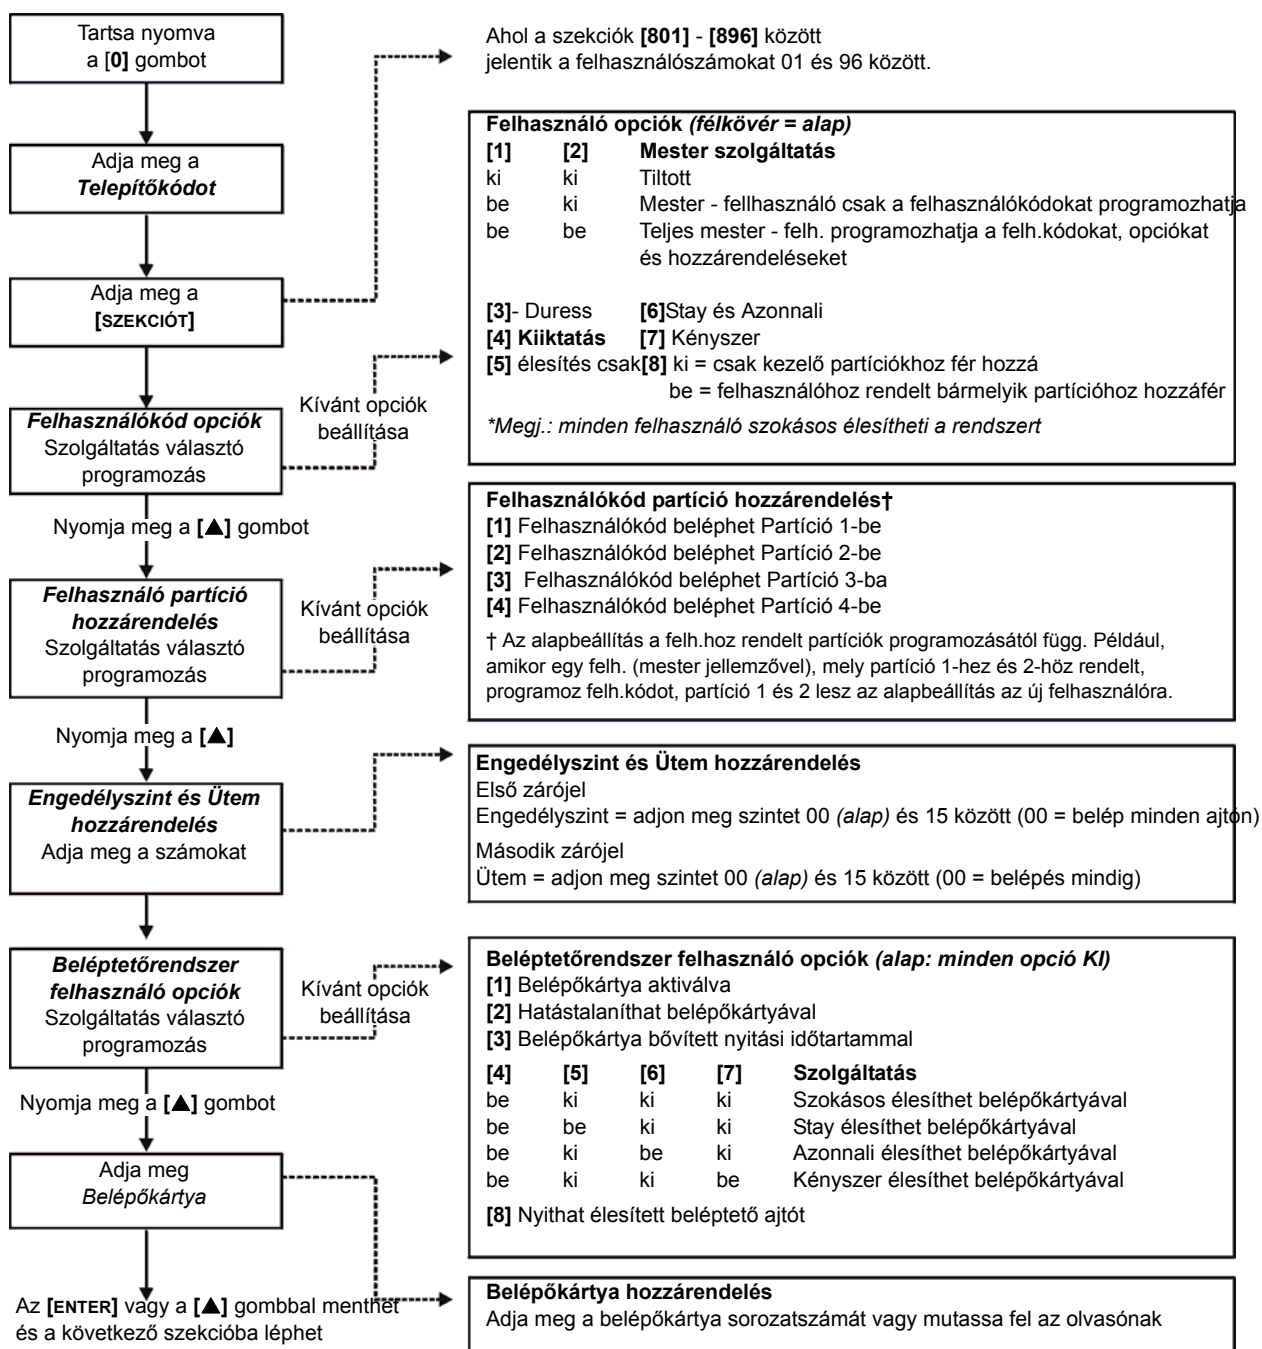 Tartsa nyomva
a [0] gombot
Adja meg a
Telepítőkódot
Adja meg a
[SZEKCIÓT]
Felhasználókód opciók
Szolgáltatás választó
programozás
Kívánt opciók
beállítása
Nyomja meg a [▲] gombot
Felhasználó partíció
hozzárendelés
Szolgáltatás választó
programozás
Kívánt opciók
beállítása
Nyomja meg a [▲]
Engedélyszint és Ütem
hozzárendelés
Adja meg a számokat
Beléptetőrendszer
felhasználó opciók
Szolgáltatás választó
programozás
Kívánt opciók
beállítása
Nyomja meg a [▲] gombot
Adja meg
Belépőkártya
Az [ENTER] vagy a [▲] gombbal menthet
és a következő szekcióba léphet
Ahol a szekciók [801] - [896] között
jelentik a felhasználószámokat 01 és 96 között.
Felhasználó opciók (félkövér = alap)
[1] [2] Mester szolgáltatás
ki ki Tiltott
be ki Mester - fellhasználó csak a felhasználókódokat programozhatja
be be Teljes mester - felh. programozhatja a felh.kódokat, opciókat
és hozzárendeléseket
[3]- Duress [6]Stay és Azonnali
[4] Kiiktatás [7] Kényszer
[5] élesítés csak[8] ki = csak kezelő partíciókhoz fér hozzá
be = felhasználóhoz rendelt bármelyik partícióhoz hozzáfér
*Megj.: minden felhasználó szokásos élesítheti a rendszert
Felhasználókód partíció hozzárendelés†
[1] Felhasználókód beléphet Partíció 1-be
[2] Felhasználókód beléphet Partíció 2-be
[3] Felhasználókód beléphet Partíció 3-ba
[4] Felhasználókód beléphet Partíció 4-be
† Az alapbeállítás a felh.hoz rendelt partíciók programozásától függ. Például,
amikor egy felh. (mester jellemzővel), mely partíció 1-hez és 2-höz rendelt,
programoz felh.kódot, partíció 1 és 2 lesz az alapbeállítás az új felhasználóra.
Engedélyszint és Ütem hozzárendelés
Első zárójel
Engedélyszint = adjon meg szintet 00 (alap) és 15 között (00 = belép minden ajtón)
Második zárójel
Ütem = adjon meg szintet 00 (alap) és 15 között (00 = belépés mindig)
Beléptetőrendszer felhasználó opciók (alap: minden opció KI)
[1] Belépőkártya aktiválva
[2] Hatástalaníthat belépőkártyával
[3] Belépőkártya bővített nyitási időtartammal
[4] [5] [6] [7] Szolgáltatás
be ki ki ki Szokásos élesíthet belépőkártyával
be be ki ki Stay élesíthet belépőkártyával
be ki be ki Azonnali élesíthet belépőkártyával
be ki ki be Kényszer élesíthet belépőkártyával
[8] Nyithat élesített beléptető ajtót
Belépőkártya hozzárendelés
Adja meg a belépőkártya sorozatszámát vagy mutassa fel az olvasónak